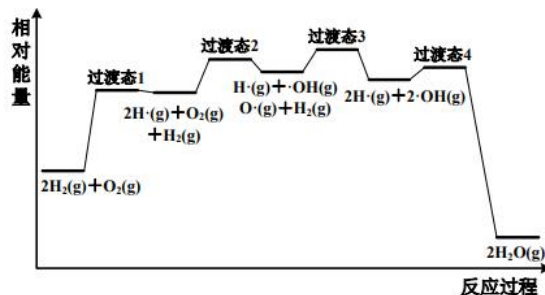 相对能量
过渡态1
过渡态2
过渡态3
过渡态4
2H₂(g)+O₂(g)
2H·(g)+O₂(g)
+H₂(g)
H·(g)+·OH(g)
O·(g)+H₂(g)
2H·(g)+2·OH(g)
2H₂O(g)
反应过程